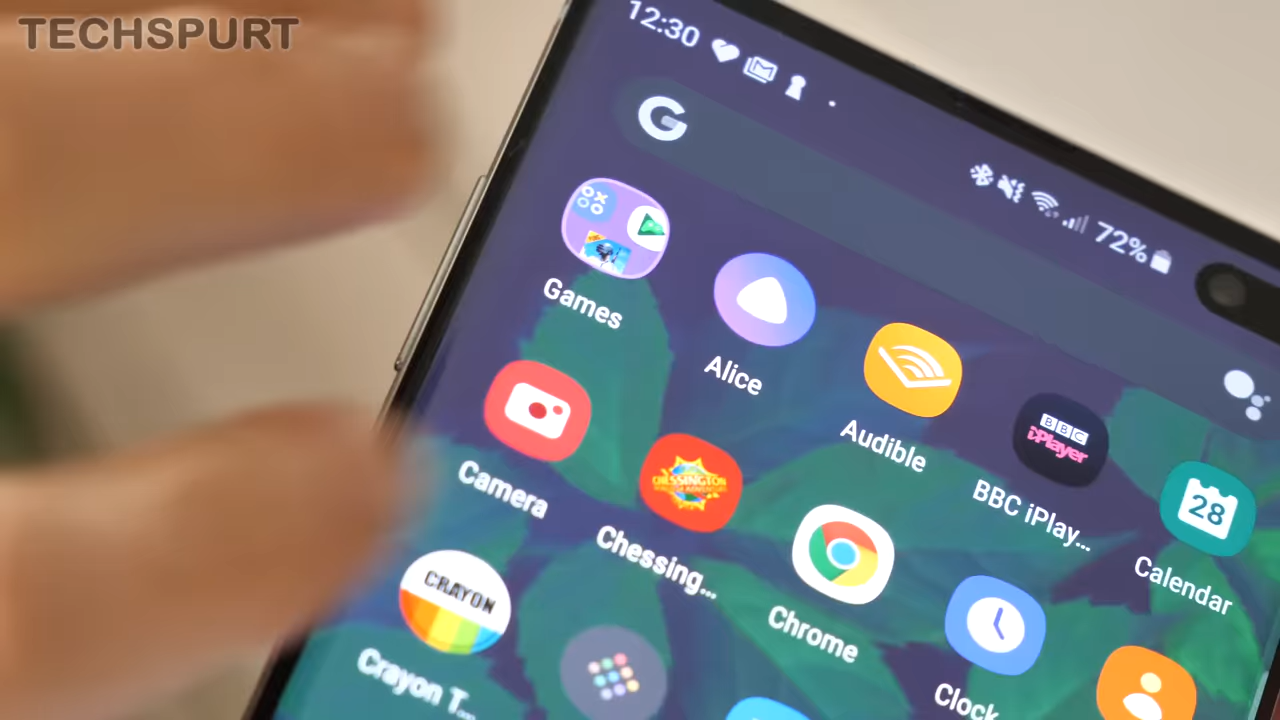 TECHSPURT
12:30
72%
Games
Alice
Audible
BBC
iPlayer
BBC iPlay...
28
Calendar
Camera
CHESSINGTON
Chessing...
Chrome
Clock
CRAYON
Crayon T...